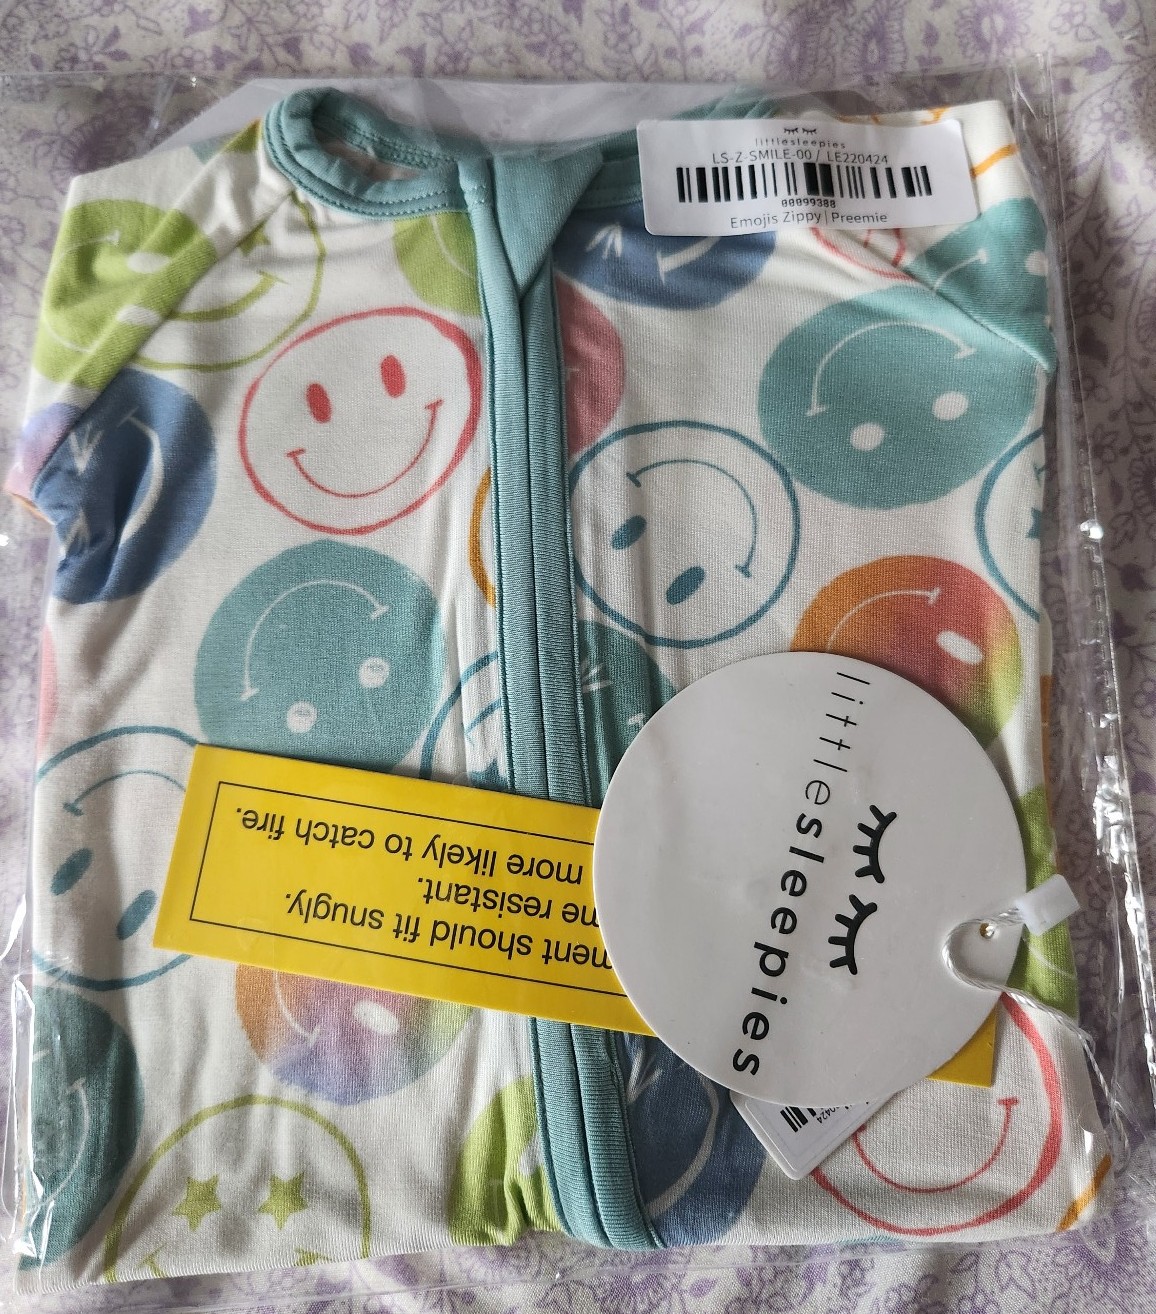 littlesleepies
LS-Z-SMILE-00 / LE220424
00099388
Emojis Zippy | Preemie
littlesleepies
ment should fit snugly.
me resistant.
more likely to catch fire.